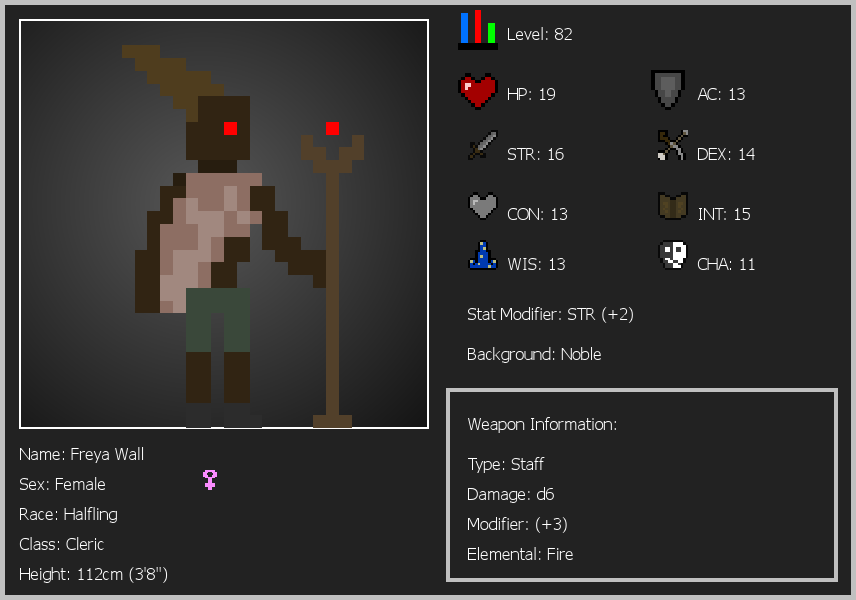 Level: 82
HP: 19
AC: 13
STR: 16
DEX: 14
CON: 13
INT: 15
WIS: 13
CHA: 11
Stat Modifier: STR (+2)
Background: Noble
Weapon Information:
Type: Staff
Damage: d6
Modifier: (+3)
Elemental: Fire
Name: Freya Wall
Sex: Female
Race: Halfling
Class: Cleric
Height: 112cm (3'8")